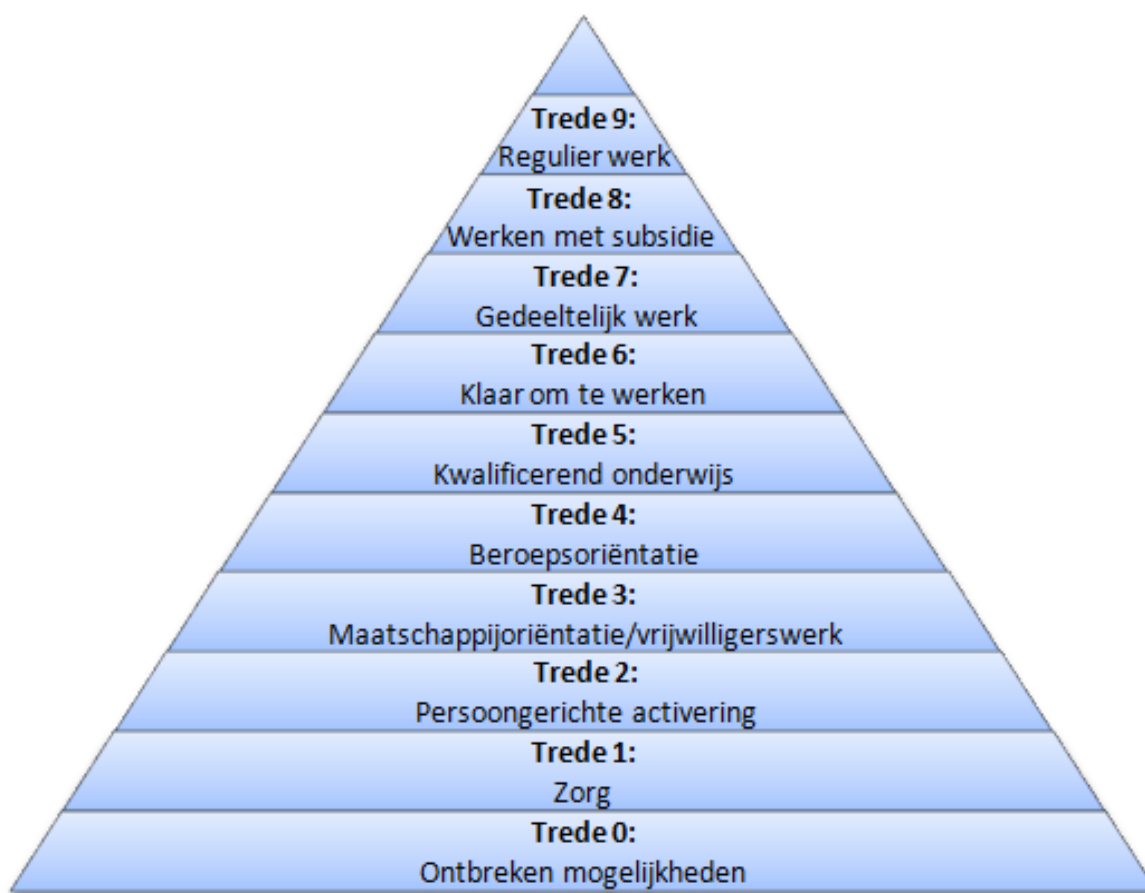 Trede 9:
Regulier werk
Trede 8:
Werken met subsidie
Trede 7:
Gedeeltelijk werk
Trede 6:
Klaar om te werken
Trede 5:
Kwalificerend onderwijs
Trede 4:
Beroepsoriëntatie
Trede 3:
Maatschappijoriëntatie/vrijwilligerswerk
Trede 2:
Persoongerichte activering
Trede 1:
Zorg
Trede 0:
Ontbreken mogelijkheden